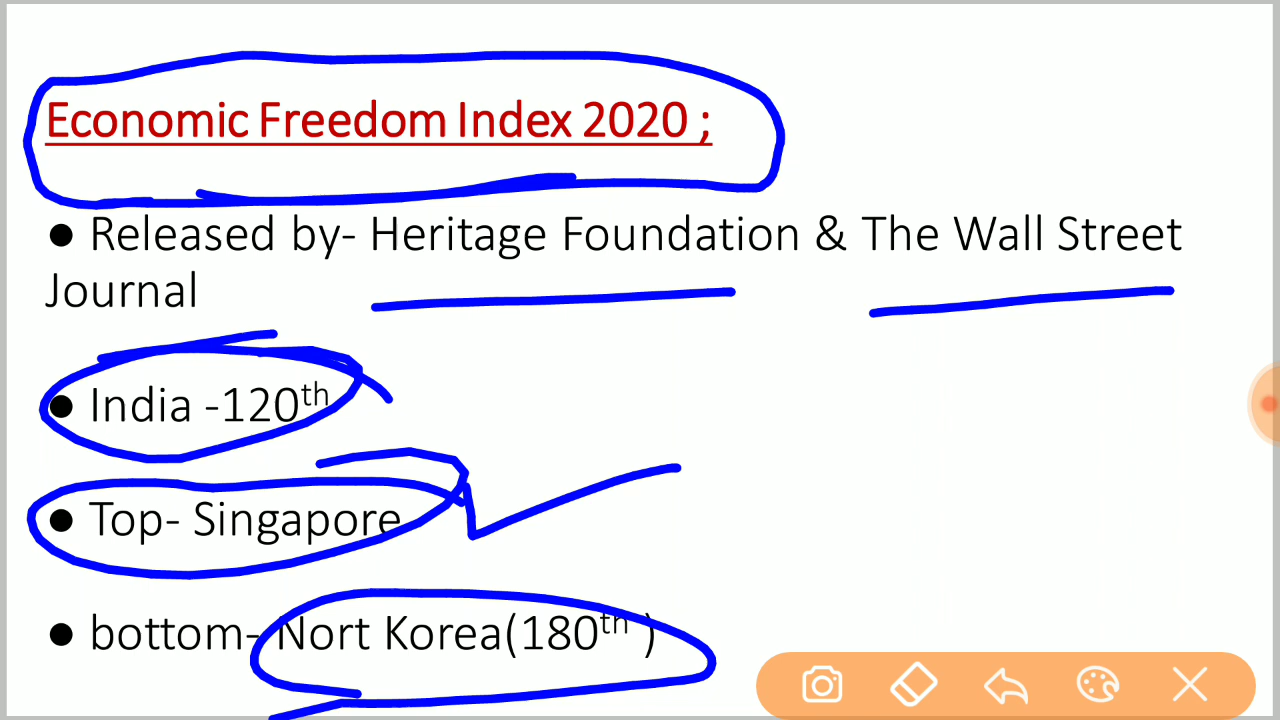 Economic Freedom Index 2020 ;
● Released by- Heritage Foundation & The Wall Street
Journal
● India -120th
● Top- Singapore
● bottom- Nort Korea(180th )